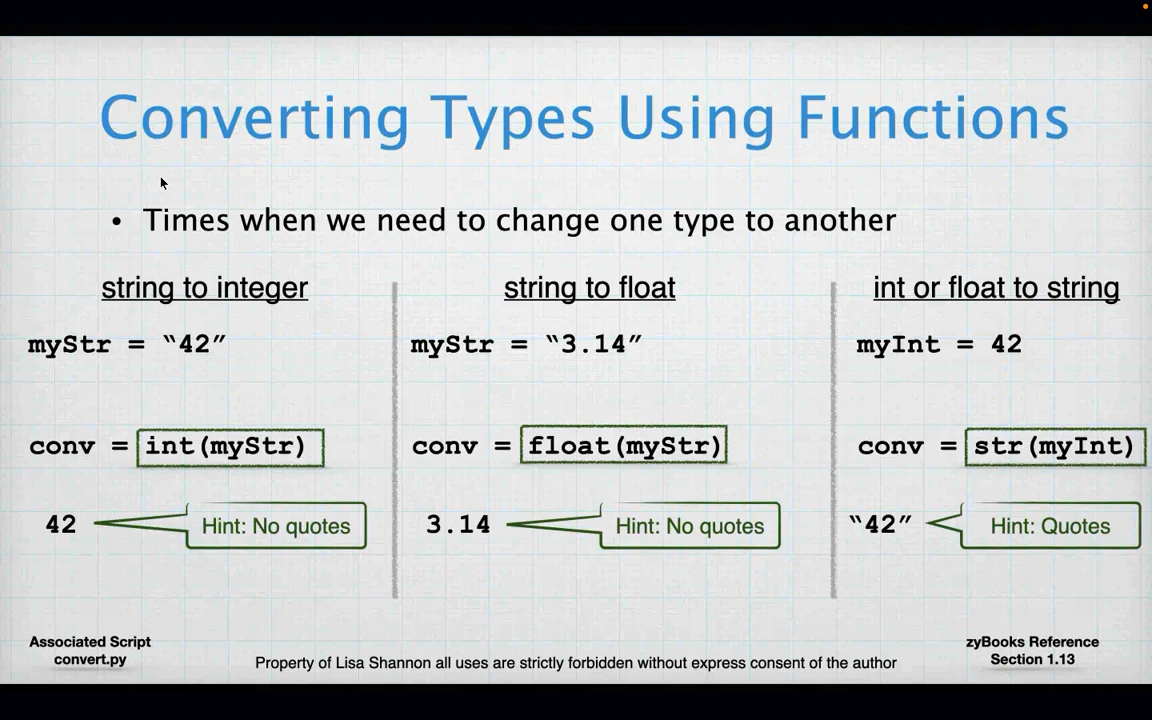 Converting Types Using Functions
• Times when we need to change one type to another
string to integer
myStr = “42”
conv = int(myStr)
42
Hint: No quotes
string to float
myStr = “3.14”
conv = float(myStr)
3.14
Hint: No quotes
int or float to string
myInt = 42
conv = str(myInt)
“42”
Hint: Quotes
Associated Script
convert.py
Property of Lisa Shannon all uses are strictly forbidden without express consent of the author
zyBooks Reference
Section 1.13